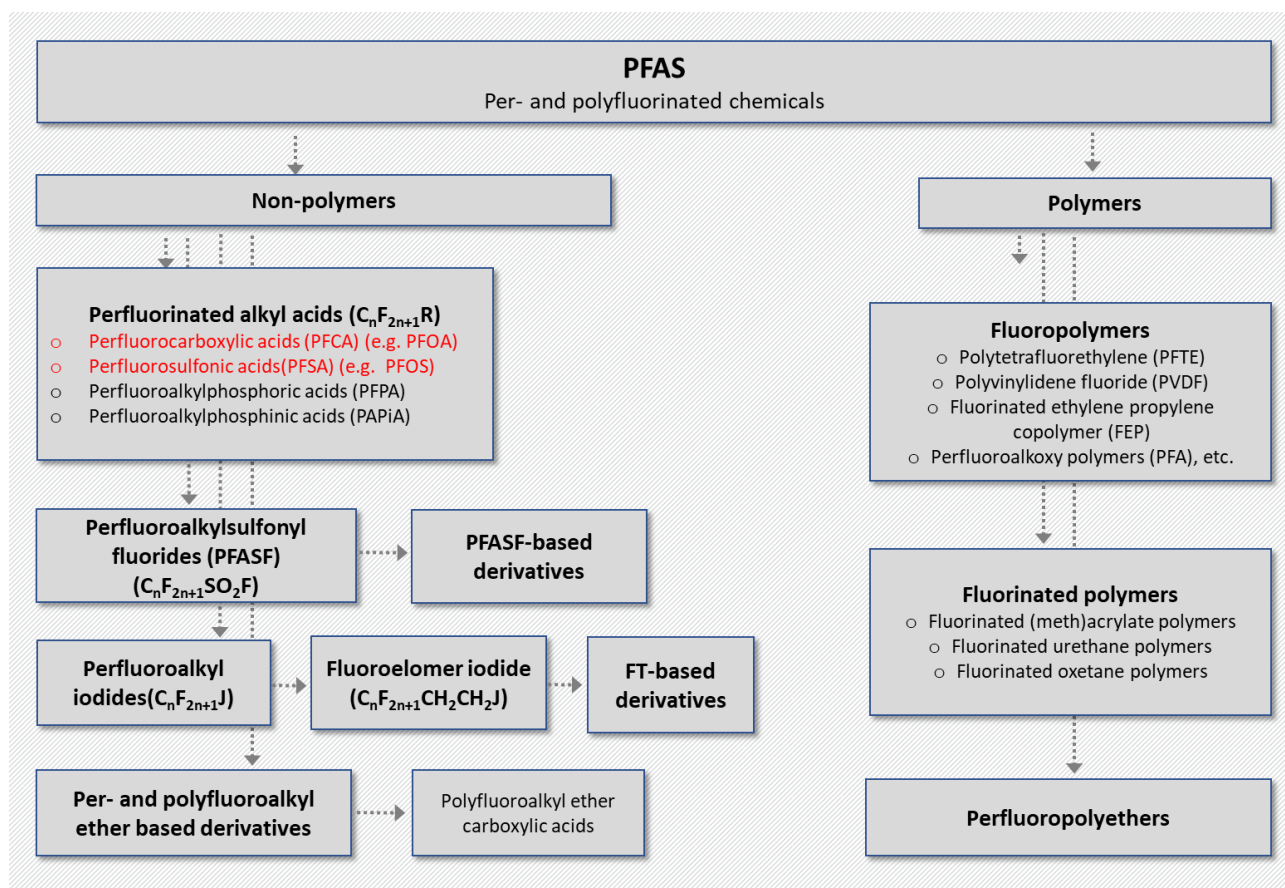 PFAS
Per- and polyfluorinated chemicals
Non-polymers
Polymers
Perfluorinated alkyl acids (CₙF₂ₙ₊₁R)
○ Perfluorocarboxylic acids (PFCA) (e.g. PFOA)
○ Perfluorosulfonic acids(PFSA) (e.g. PFOS)
○ Perfluoroalkylphosphoric acids (PFPA)
○ Perfluoroalkylphosphinic acids (PAPiA)
Fluoropolymers
○ Polytetrafluorethylene (PFTE)
○ Polyvinylidene fluoride (PVDF)
○ Fluorinated ethylene propylene
copolymer (FEP)
○ Perfluoroalkoxy polymers (PFA), etc.
Perfluoroalkylsulfonyl
fluorides (PFASF)
(CₙF₂ₙ₊₁SO₂F)
PFASF-based
derivatives
Fluorinated polymers
○ Fluorinated (meth)acrylate polymers
○ Fluorinated urethane polymers
○ Fluorinated oxetane polymers
Perfluoroalkyl
iodides(CₙF₂ₙ₊₁J)
Fluoroelomer iodide
(CₙF₂ₙ₊₁CH₂CH₂J)
FT-based
derivatives
Per- and polyfluoroalkyl
ether based derivatives
Polyfluoroalkyl ether
carboxylic acids
Perfluoropolyethers